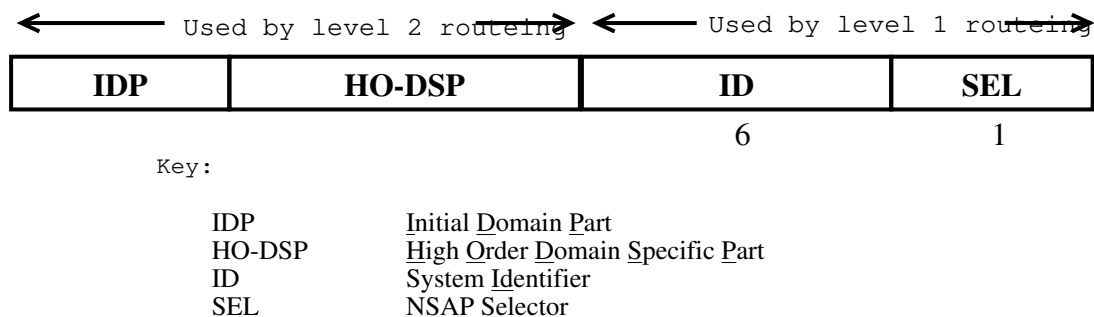 Used by level 2 routeing Used by level 1 routeing
IDP HO-DSP ID SEL
6 1
Key:
IDP Initial Domain Part
HO-DSP High Order Domain Specific Part
ID System Identifier
SEL NSAP Selector